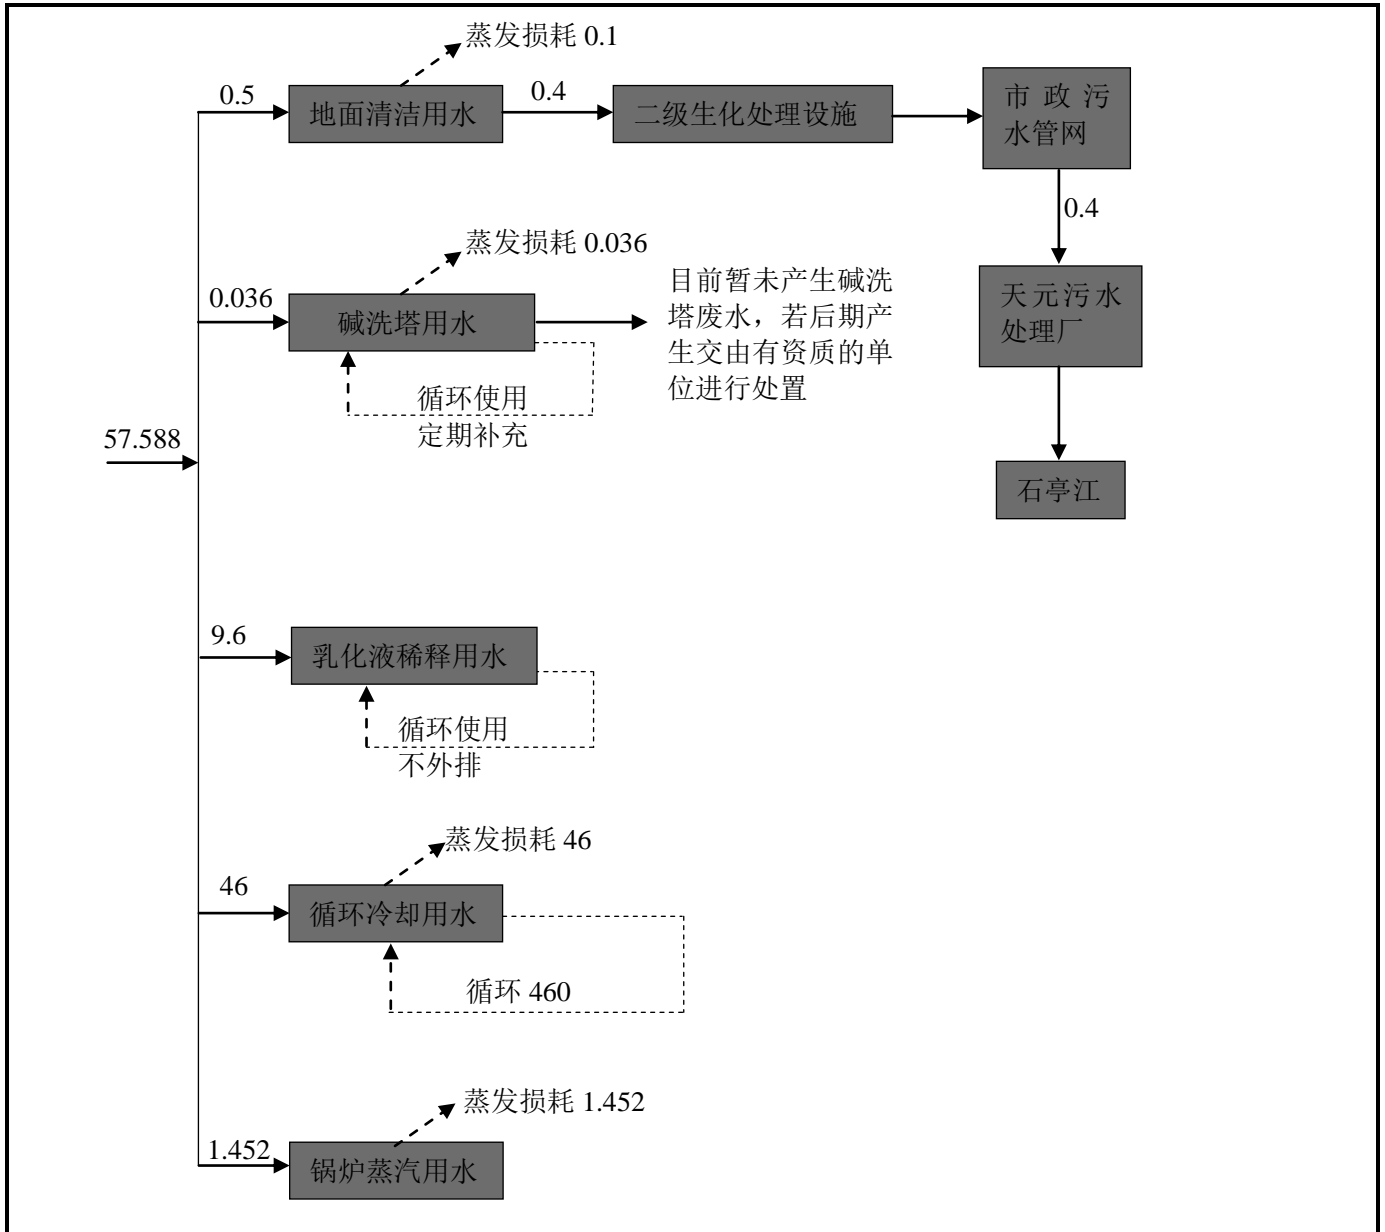 蒸发损耗 0.1
0.5
地面清洁用水
0.4
二级生化处理设施
市政污
水管网
0.4
蒸发损耗 0.036
0.036
碱洗塔用水
目前暂未产生碱洗
塔废水，若后期产
生交由有资质的单
位进行处置
天元污水
处理厂
循环使用
定期补充
57.588
石亭江
9.6
乳化液稀释用水
循环使用
不外排
蒸发损耗 46
46
循环冷却用水
循环 460
蒸发损耗 1.452
1.452
锅炉蒸汽用水